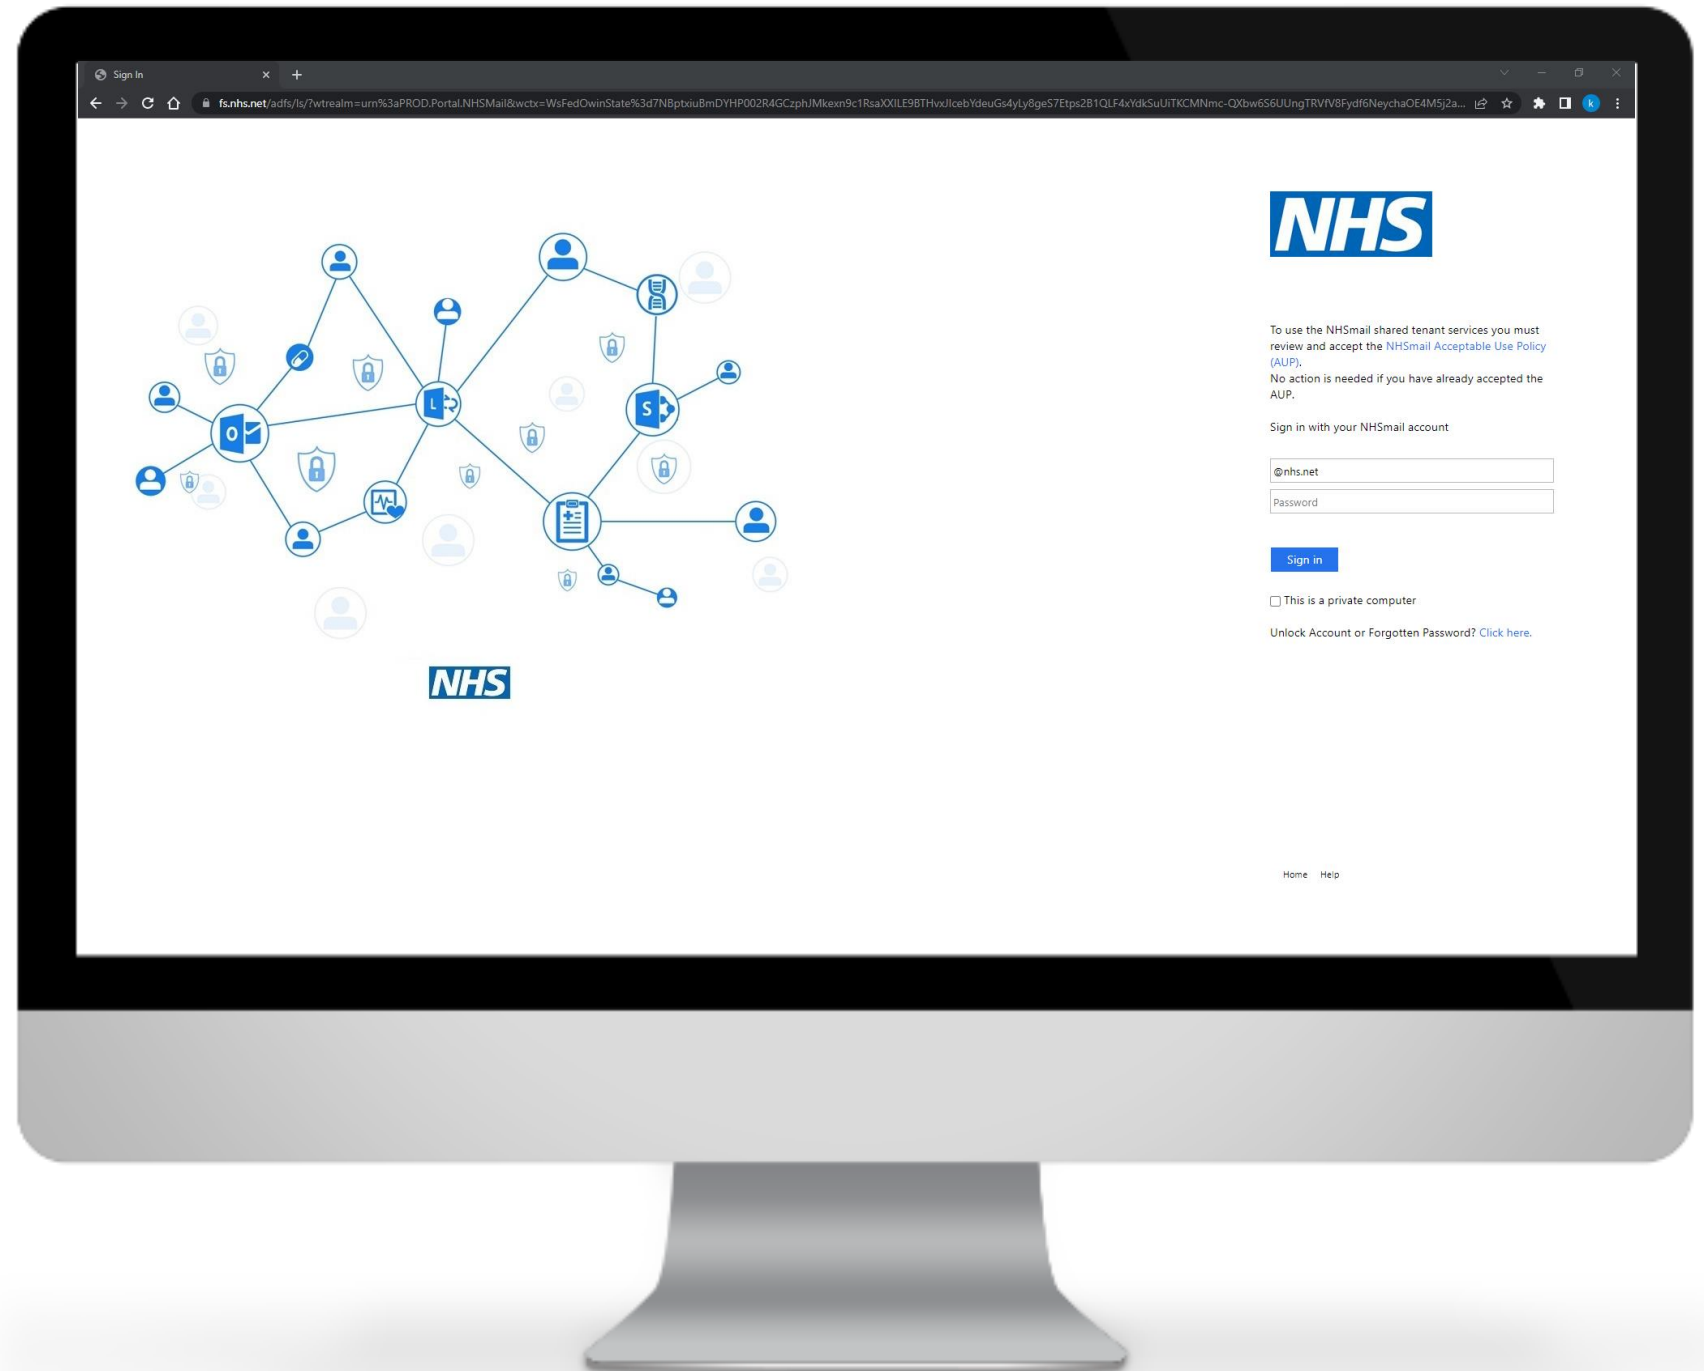 Sign In
fs.nhs.net/adfs/ls/?wtrealm=urn%3aPROD.Portal.NHSMail&wctx=WsFedOwinState%3d7NBptxiuBmDYHP002R4GCzphJMkexn9c1RsaXXILE9BTHvxJlcebYdeuGs4yLy8geS7Etps2B1QLF4xYdkSuUiTKCMNmc-QXbw6S6UUngTRVfV8Fydf6NeychaOE4M5j2a...
k
NHS
To use the NHSmail shared tenant services you must
review and accept the NHSmail Acceptable Use Policy
(AUP).
No action is needed if you have already accepted the
AUP.
Sign in with your NHSmail account
@nhs.net
Password
Sign in
This is a private computer
Unlock Account or Forgotten Password? Click here.
L
S
O
NHS
Home Help